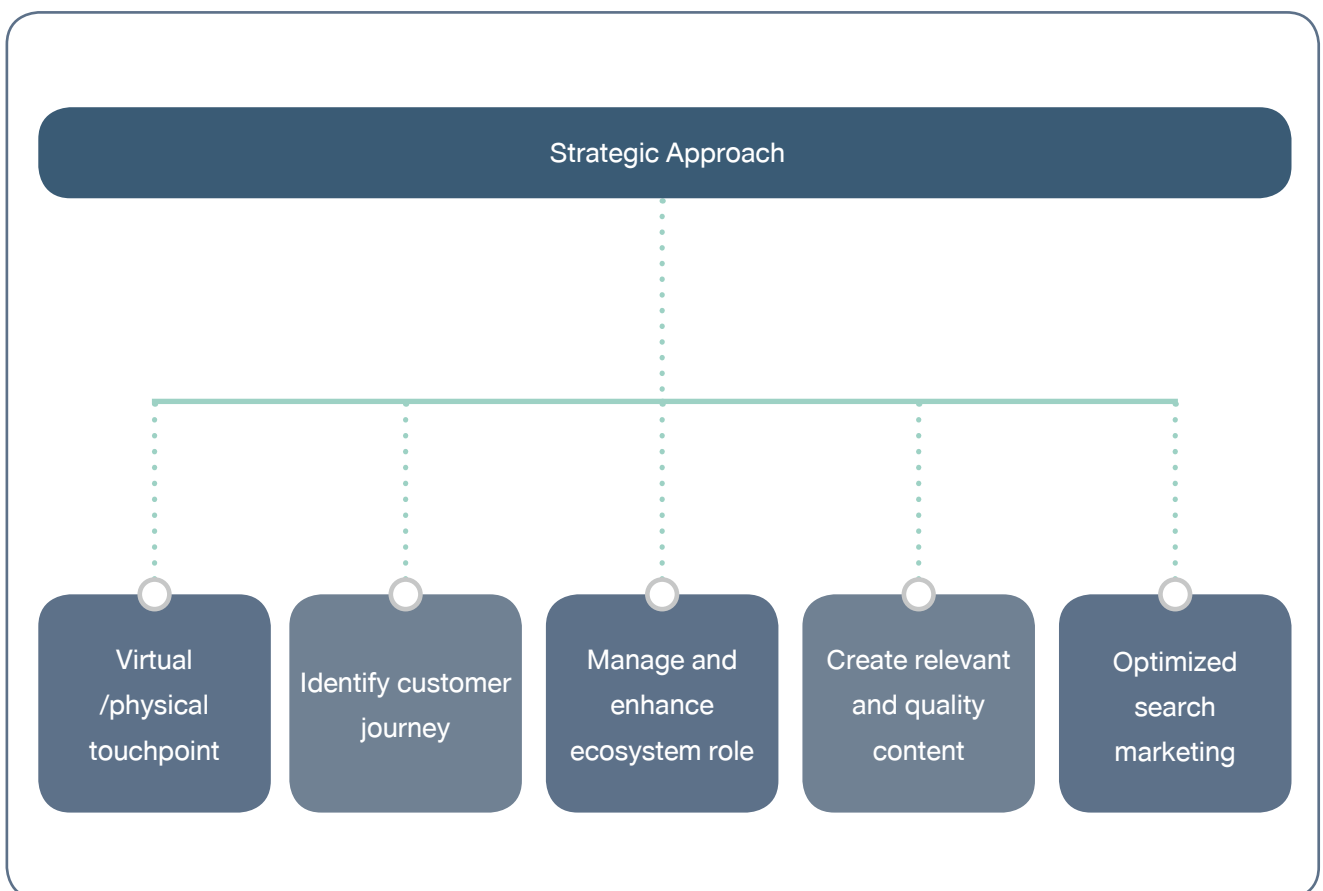 Strategic Approach
Virtual
/physical
touchpoint
Identify customer
journey
Manage and
enhance
ecosystem role
Create relevant
and quality
content
Optimized
search
marketing